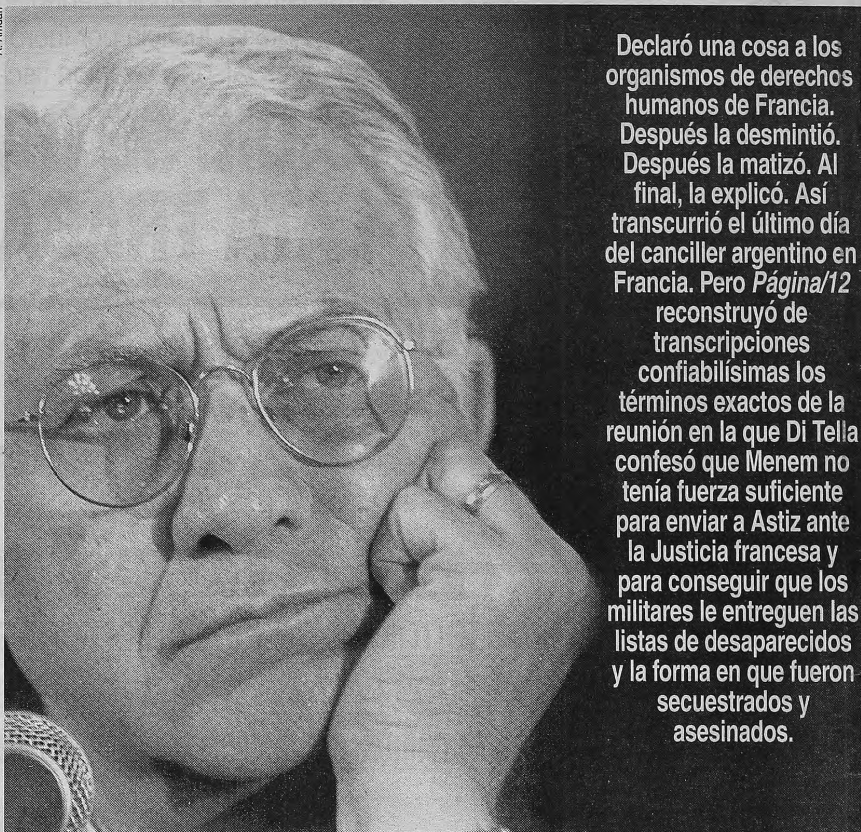 Declaró una cosa a los
organismos de derechos
humanos de Francia.
Después la desmintió.
Después la matizó. Al
final, la explicó. Así
transcurrió el último día
del canciller argentino en
Francia. Pero Página/12
reconstruyó de
transcripciones
confiabilísimas los
términos exactos de la
reunión en la que Di Tella
confesó que Menem no
tenía fuerza suficiente
para enviar a Astiz ante
la Justicia francesa y
para conseguir que los
militares le entreguen las
listas de desaparecidos
y la forma en que fueron
secuestrados y
asesinados.